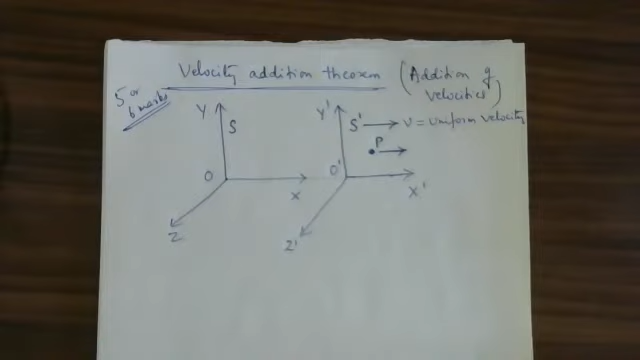 Velocity addition theorem (Addition of
velocities)
5 or
6 marks
Y
S
O
X
Z
Y'
S' → v = uniform velocity
P
O'
X'
Z'